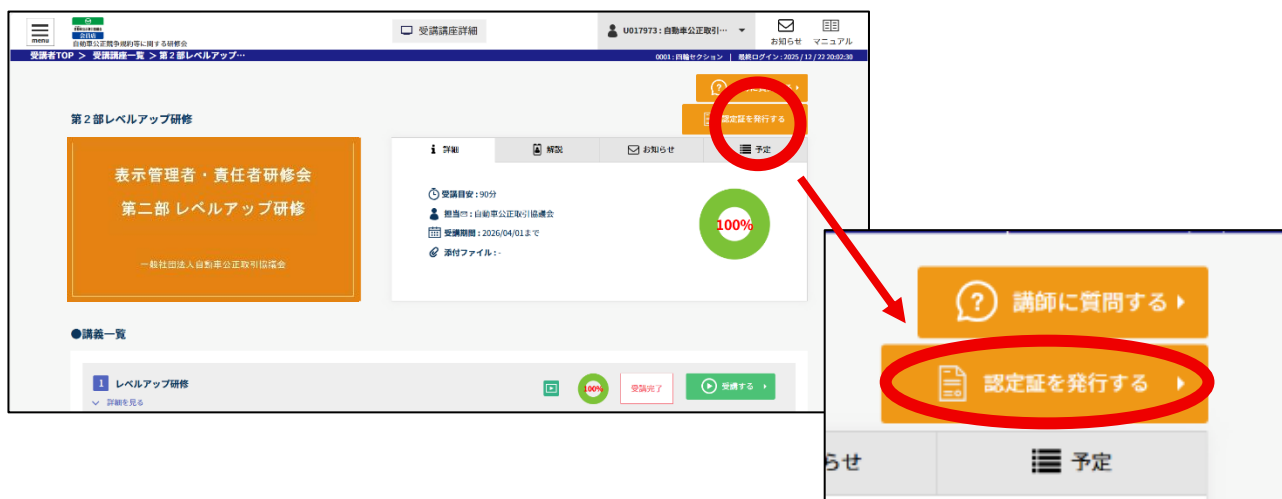 menu
会員店
自動車公正競争規約等に関する研修会
受講講座詳細
U017973 : 自動車公正取引…
お知らせ
マニュアル
受講者TOP > 受講講座一覧 > 第２部レベルアップ…
0001 : 四輪セクション | 最終ログイン : 2025 / 12 / 22 20:02:30
第２部レベルアップ研修
認定証を発行する
表示管理者・責任者研修会
第二部 レベルアップ研修
一般社団法人自動車公正取引協議会
詳細
解説
お知らせ
予定
受講目安 : 90分
担当 : 自動車公正取引協議会
受講期間 : 2026/04/01まで
添付ファイル : -
100%
●講義一覧
1 レベルアップ研修
100%
受講完了
受講する
詳細を見る
講師に質問する
認定証を発行する
らせ
予定